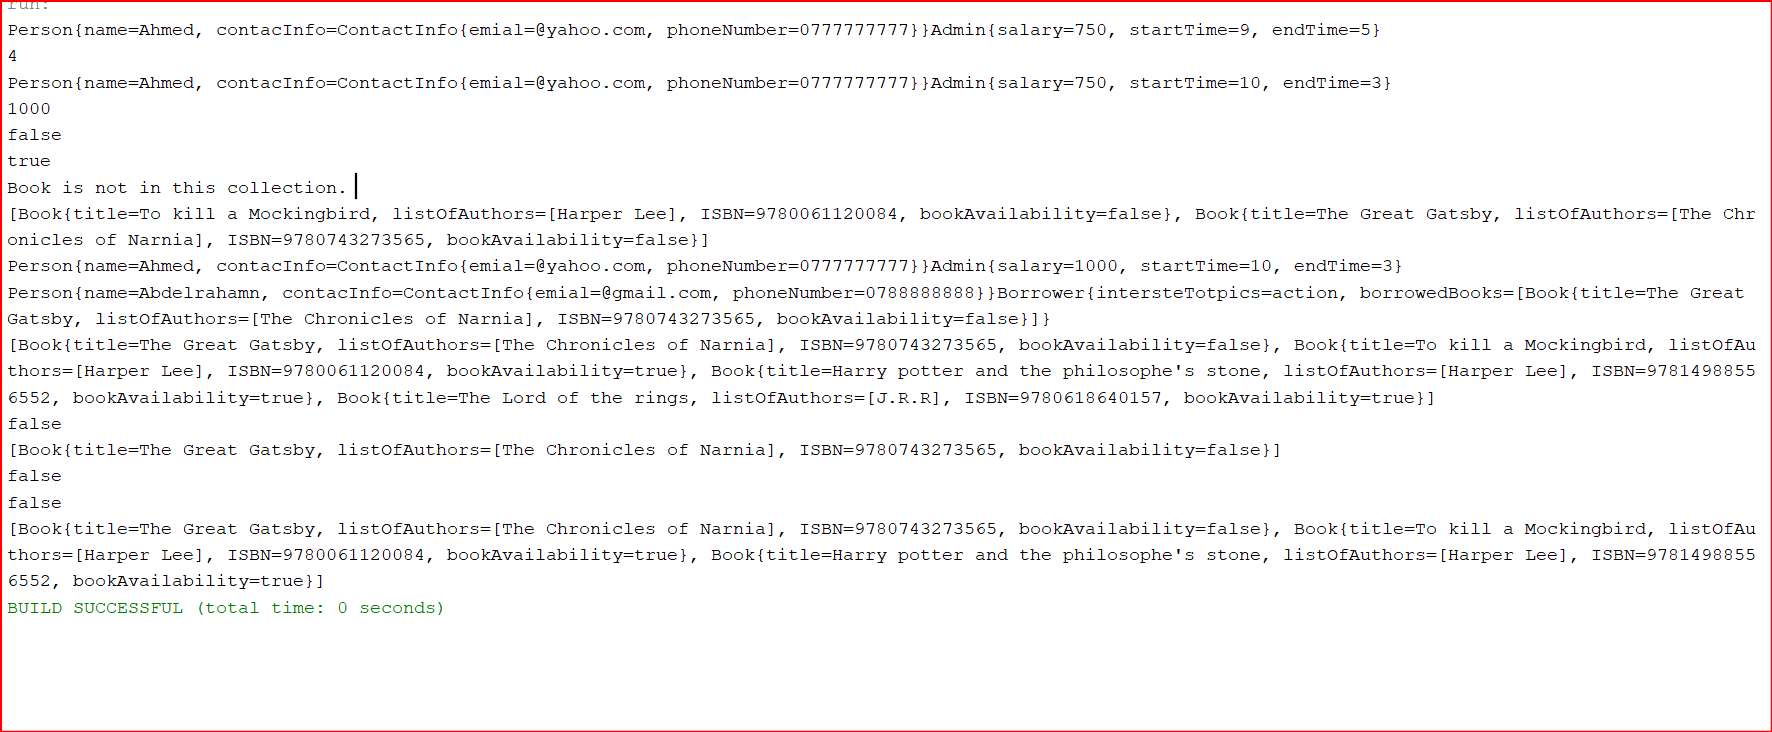 run:
Person{name=Ahmed, contacInfo=ContactInfo{emial=@yahoo.com, phoneNumber=0777777777}}Admin{salary=750, startTime=9, endTime=5}
4
Person{name=Ahmed, contacInfo=ContactInfo{emial=@yahoo.com, phoneNumber=0777777777}}Admin{salary=750, startTime=10, endTime=3}
1000
false
true
Book is not in this collection.
[Book{title=To kill a Mockingbird, listOfAuthors=[Harper Lee], ISBN=9780061120084, bookAvailability=false}, Book{title=The Great Gatsby, listOfAuthors=[The Chr
onicles of Narnia], ISBN=9780743273565, bookAvailability=false}]
Person{name=Ahmed, contacInfo=ContactInfo{emial=@yahoo.com, phoneNumber=0777777777}}Admin{salary=1000, startTime=10, endTime=3}
Person{name=Abdelrahamn, contacInfo=ContactInfo{emial=@gmail.com, phoneNumber=0788888888}}Borrower{intersteTotpics=action, borrowedBooks=[Book{title=The Great
Gatsby, listOfAuthors=[The Chronicles of Narnia], ISBN=9780743273565, bookAvailability=false}]}
[Book{title=The Great Gatsby, listOfAuthors=[The Chronicles of Narnia], ISBN=9780743273565, bookAvailability=false}, Book{title=To kill a Mockingbird, listOfAu
thors=[Harper Lee], ISBN=9780061120084, bookAvailability=true}, Book{title=Harry potter and the philosophe's stone, listOfAuthors=[Harper Lee], ISBN=9781498855
6552, bookAvailability=true}, Book{title=The Lord of the rings, listOfAuthors=[J.R.R], ISBN=9780618640157, bookAvailability=true}]
false
[Book{title=The Great Gatsby, listOfAuthors=[The Chronicles of Narnia], ISBN=9780743273565, bookAvailability=false}]
false
false
[Book{title=The Great Gatsby, listOfAuthors=[The Chronicles of Narnia], ISBN=9780743273565, bookAvailability=false}, Book{title=To kill a Mockingbird, listOfAu
thors=[Harper Lee], ISBN=9780061120084, bookAvailability=true}, Book{title=Harry potter and the philosophe's stone, listOfAuthors=[Harper Lee], ISBN=9781498855
6552, bookAvailability=true}]
BUILD SUCCESSFUL (total time: 0 seconds)